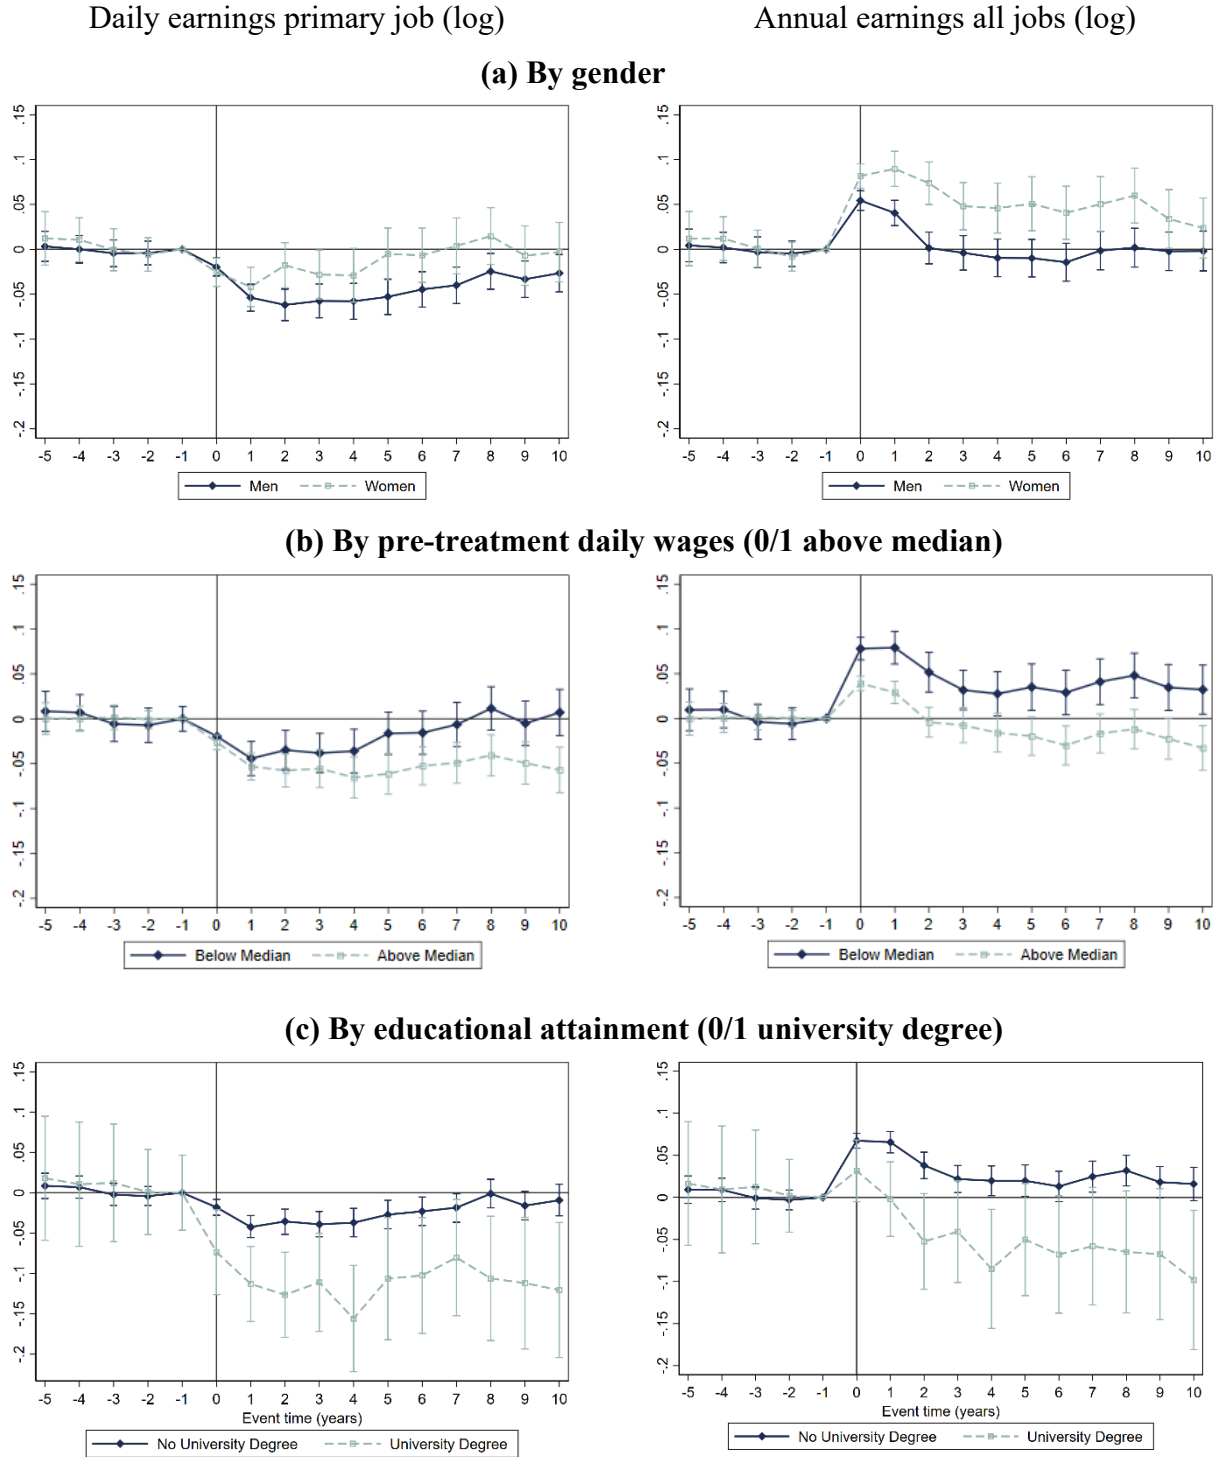 Daily earnings primary job (log) Annual earnings all jobs (log)
(a) By gender
.15 .1 .05 0 -.05 -.1 -.15 -.2
-5 -4 -3 -2 -1 0 1 2 3 4 5 6 7 8 9 10
Men Women
.15 .1 .05 0 -.05 -.1 -.15 -.2
-5 -4 -3 -2 -1 0 1 2 3 4 5 6 7 8 9 10
Men Women
(b) By pre-treatment daily wages (0/1 above median)
.15 .1 .05 0 -.05 -.1 -.15 -.2
-5 -4 -3 -2 -1 0 1 2 3 4 5 6 7 8 9 10
Below Median Above Median
.15 .1 .05 0 -.05 -.1 -.15 -.2
-5 -4 -3 -2 -1 0 1 2 3 4 5 6 7 8 9 10
Below Median Above Median
(c) By educational attainment (0/1 university degree)
.15 .1 .05 0 -.05 -.1 -.15 -.2
-5 -4 -3 -2 -1 0 1 2 3 4 5 6 7 8 9 10
Event time (years)
No University Degree University Degree
.15 .1 .05 0 -.05 -.1 -.15 -.2
-5 -4 -3 -2 -1 0 1 2 3 4 5 6 7 8 9 10
Event time (years)
No University Degree University Degree